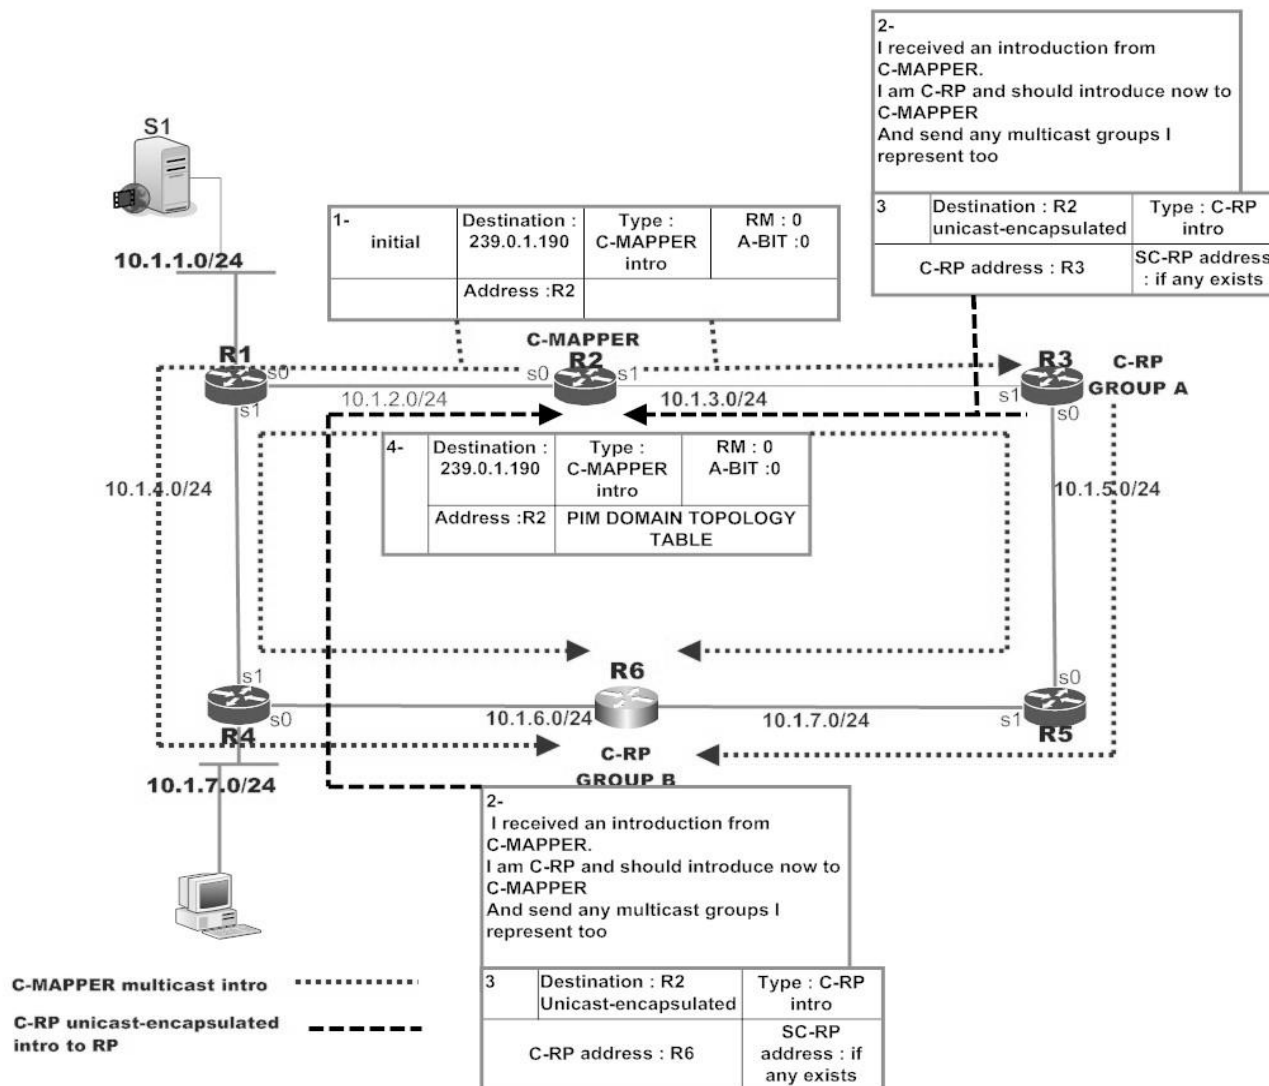 2-
I received an introduction from
C-MAPPER.
I am C-RP and should introduce now to
C-MAPPER
And send any multicast groups I
represent too
3
Destination : R2
unicast-encapsulated
Type : C-RP
intro
C-RP address : R3
SC-RP address
: if any exists
S1
10.1.1.0/24
1-
initial
Destination :
239.0.1.190
Type :
C-MAPPER
intro
RM : 0
A-BIT :0
Address :R2
C-MAPPER
R1
s0
s1
10.1.2.0/24
R2
s0
s1
10.1.3.0/24
R3
s1
s0
C-RP
GROUP A
4-
Destination :
239.0.1.190
Type :
C-MAPPER
intro
RM : 0
A-BIT :0
Address :R2
PIM DOMAIN TOPOLOGY
TABLE
10.1.4.0/24
10.1.5.0/24
s1
s0
R4
10.1.6.0/24
R6
10.1.7.0/24
s0
s1
R5
C-RP
GROUP B
10.1.7.0/24
2-
I received an introduction from
C-MAPPER.
I am C-RP and should introduce now to
C-MAPPER
And send any multicast groups I
represent too
3
Destination : R2
Unicast-encapsulated
Type : C-RP
intro
C-RP address : R6
SC-RP
address : if
any exists
C-MAPPER multicast intro
C-RP unicast-encapsulated
intro to RP